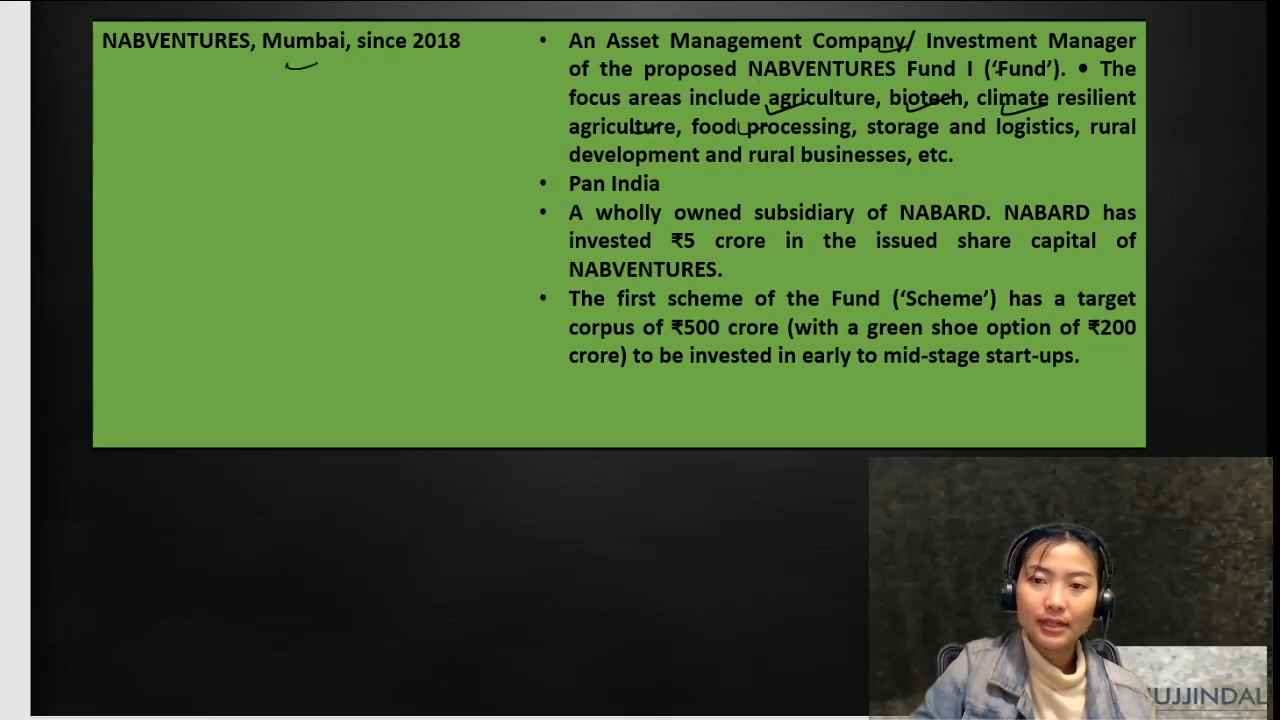 NABVENTURES, Mumbai, since 2018
• An Asset Management Company/ Investment Manager
of the proposed NABVENTURES Fund I (‘Fund’). • The
focus areas include agriculture, biotech, climate resilient
agriculture, food processing, storage and logistics, rural
development and rural businesses, etc.
• Pan India
• A wholly owned subsidiary of NABARD. NABARD has
invested ₹5 crore in the issued share capital of
NABVENTURES.
• The first scheme of the Fund (‘Scheme’) has a target
corpus of ₹500 crore (with a green shoe option of ₹200
crore) to be invested in early to mid-stage start-ups.
UJJINDAL